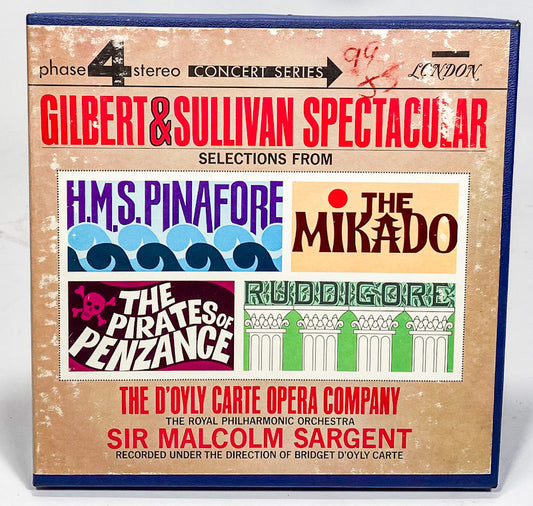 phase 4 stereo CONCERT SERIES LONDON
99
55
GILBERT & SULLIVAN SPECTACULAR
SELECTIONS FROM
H.M.S. PINAFORE
THE
MIKADO
THE
PIRATES OF
PENZANCE
RUDDIGORE
THE D'OYLY CARTE OPERA COMPANY
THE ROYAL PHILHARMONIC ORCHESTRA
SIR MALCOLM SARGENT
RECORDED UNDER THE DIRECTION OF BRIDGET D'OYLY CARTE